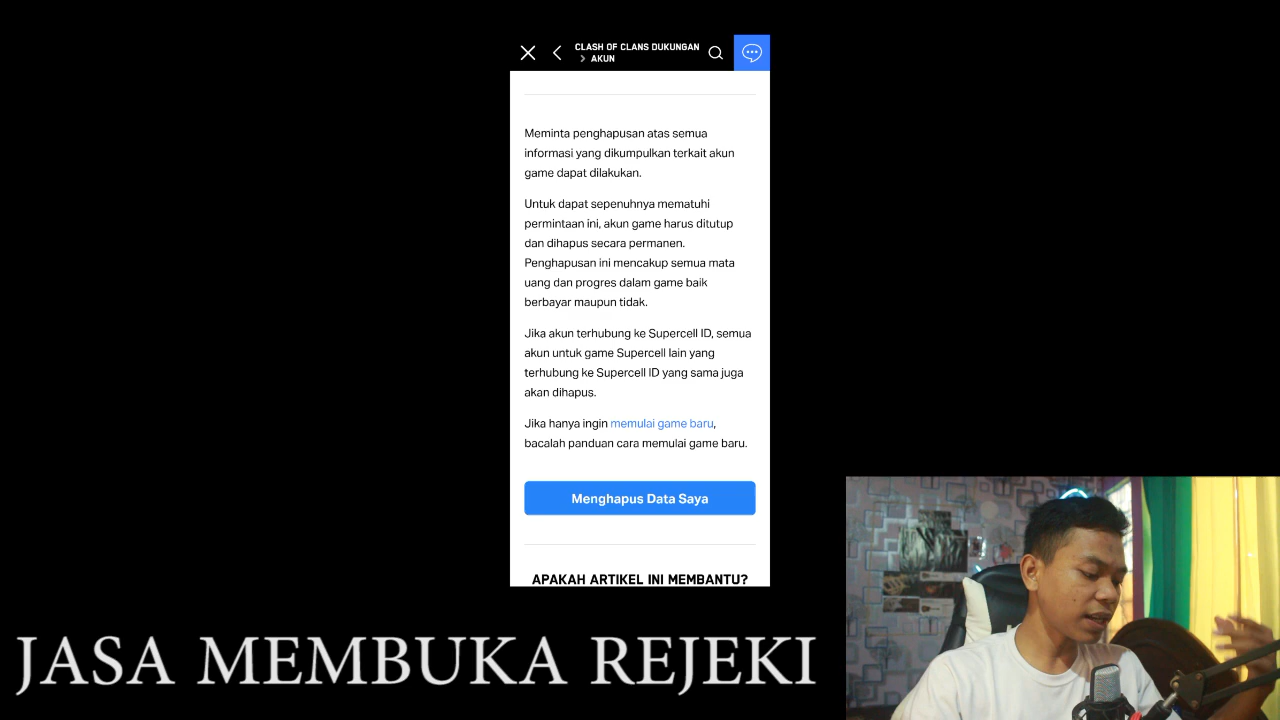 CLASH OF CLANS DUKUNGAN
> AKUN
Meminta penghapusan atas semua
informasi yang dikumpulkan terkait akun
game dapat dilakukan.
Untuk dapat sepenuhnya mematuhi
permintaan ini, akun game harus ditutup
dan dihapus secara permanen.
Penghapusan ini mencakup semua mata
uang dan progres dalam game baik
berbayar maupun tidak.
Jika akun terhubung ke Supercell ID, semua
akun untuk game Supercell lain yang
terhubung ke Supercell ID yang sama juga
akan dihapus.
Jika hanya ingin memulai game baru,
bacalah panduan cara memulai game baru.
Menghapus Data Saya
APAKAH ARTIKEL INI MEMBANTU?
JASA MEMBUKA REJEKI